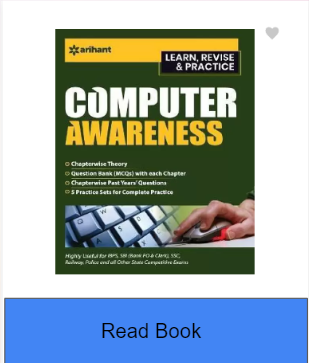 arihant
LEARN, REVISE
& PRACTICE
COMPUTER
AWARENESS
Chapterwise Theory
Question Bank (MCQs) with each Chapter
Chapterwise Past Years' Questions
5 Practice Sets for Complete Practice
Highly Useful for IBPS, SBI (Bank PO & Clerk), SSC,
Railway, Police and all Other State Competitive Exams
Read Book